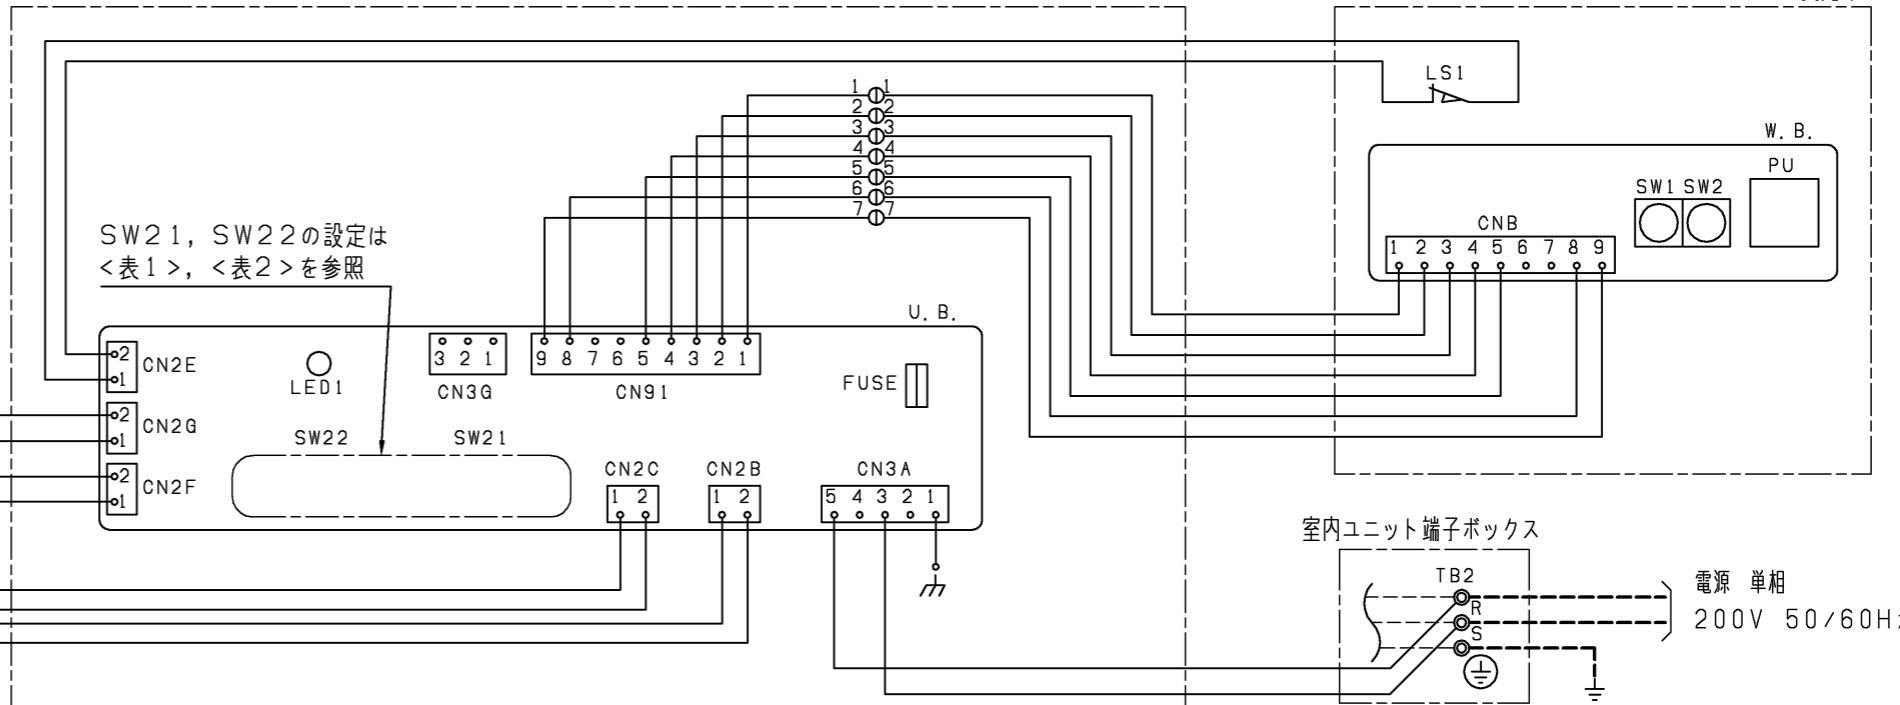 LS1
W. B.
PU
SW1 SW2
CNB
1 2 3 4 5 6 7 8 9
1 1
2 2
3 3
4 4
5 5
6 6
7 7
SW21, SW22の設定は
<表1>, <表2>を参照
U. B.
2
1
CN2E
LED1
3 2 1
CN3G
9 8 7 6 5 4 3 2 1
CN91
FUSE
2
1
CN2G
SW22
SW21
2
1
CN2F
CN2C
1 2
CN2B
1 2
CN3A
5 4 3 2 1
室内ユニット端子ボックス
TB2
R
S
電源 単相
200V 50/60H